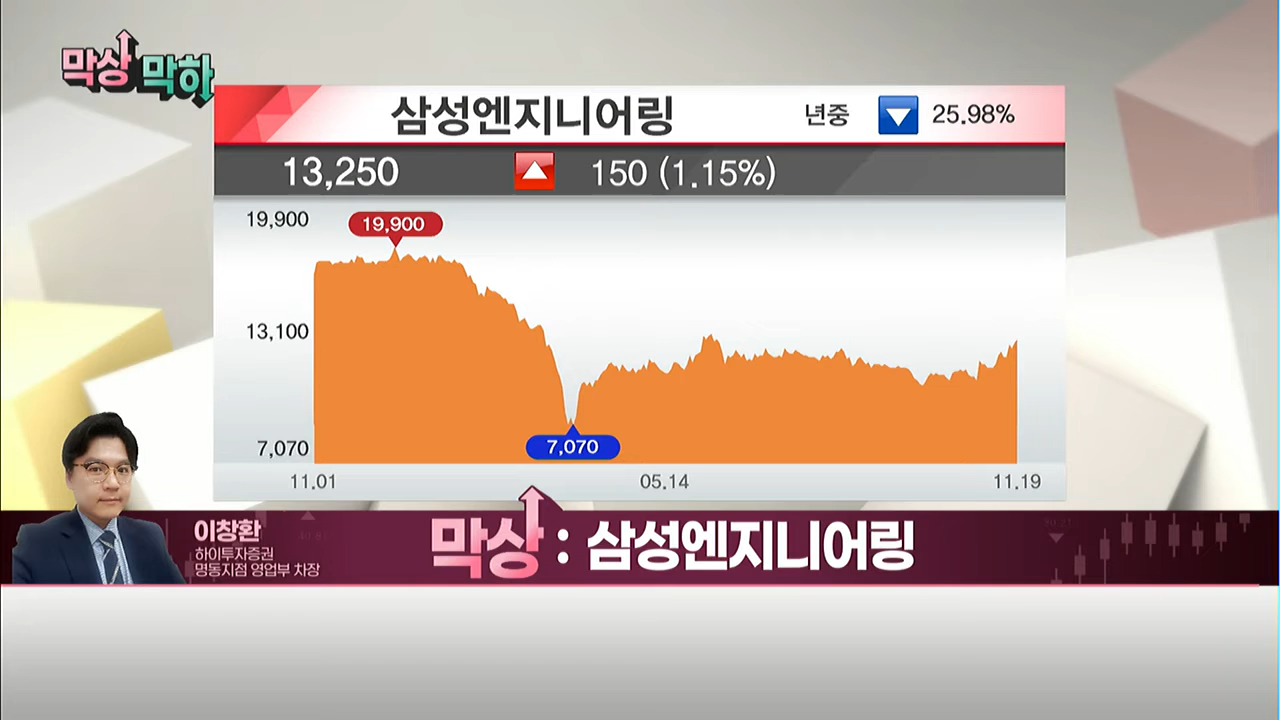 막상 막하
삼성엔지니어링 년중 ▼ 25.98%
13,250 ▲ 150 (1.15%)
19,900
19,900
13,100
7,070
7,070
11.01 05.14 11.19
이창환
하이투자증권
명동지점 영업부 차장
막상 : 삼성엔지니어링